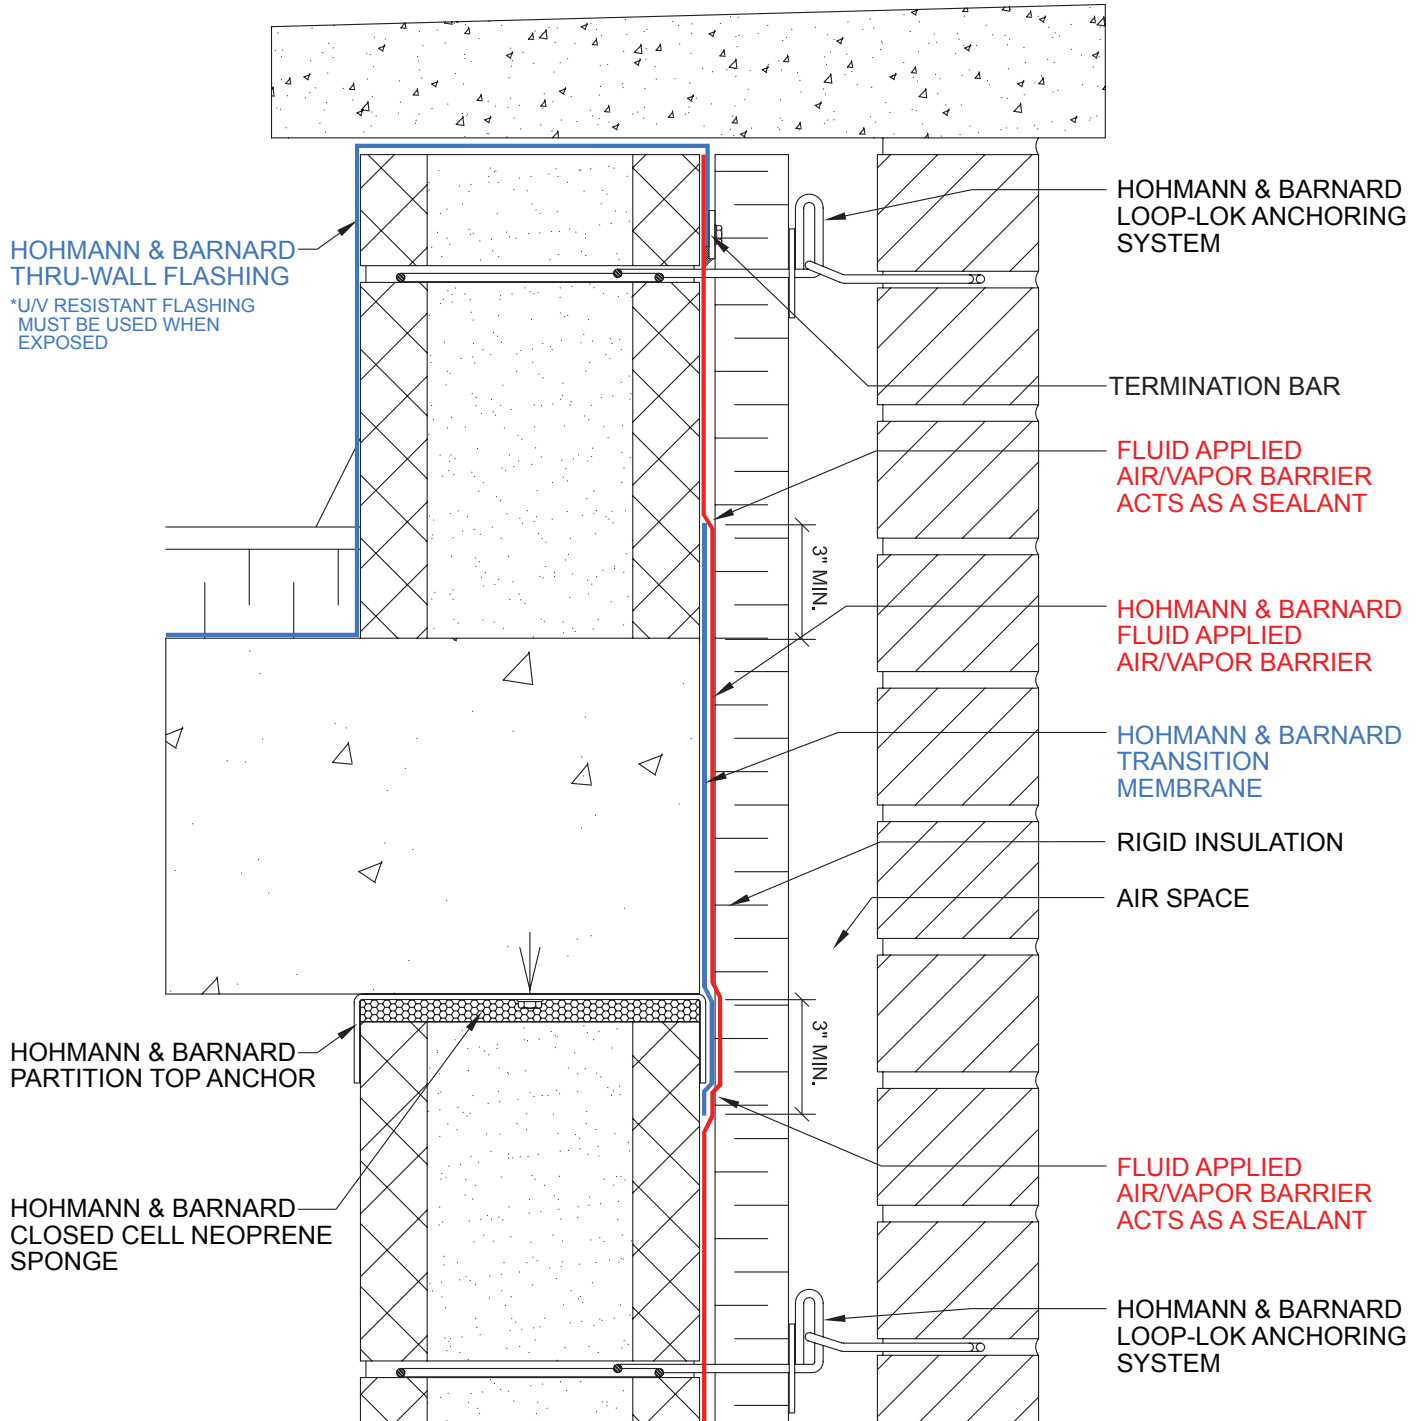 HOHMANN & BARNARD
THRU-WALL FLASHING
*U/V RESISTANT FLASHING
MUST BE USED WHEN
EXPOSED
HOHMANN & BARNARD
PARTITION TOP ANCHOR
HOHMANN & BARNARD
CLOSED CELL NEOPRENE
SPONGE
3" MIN.
3" MIN.
HOHMANN & BARNARD
LOOP-LOK ANCHORING
SYSTEM
TERMINATION BAR
FLUID APPLIED
AIR/VAPOR BARRIER
ACTS AS A SEALANT
HOHMANN & BARNARD
FLUID APPLIED
AIR/VAPOR BARRIER
HOHMANN & BARNARD
TRANSITION
MEMBRANE
RIGID INSULATION
AIR SPACE
FLUID APPLIED
AIR/VAPOR BARRIER
ACTS AS A SEALANT
HOHMANN & BARNARD
LOOP-LOK ANCHORING
SYSTEM